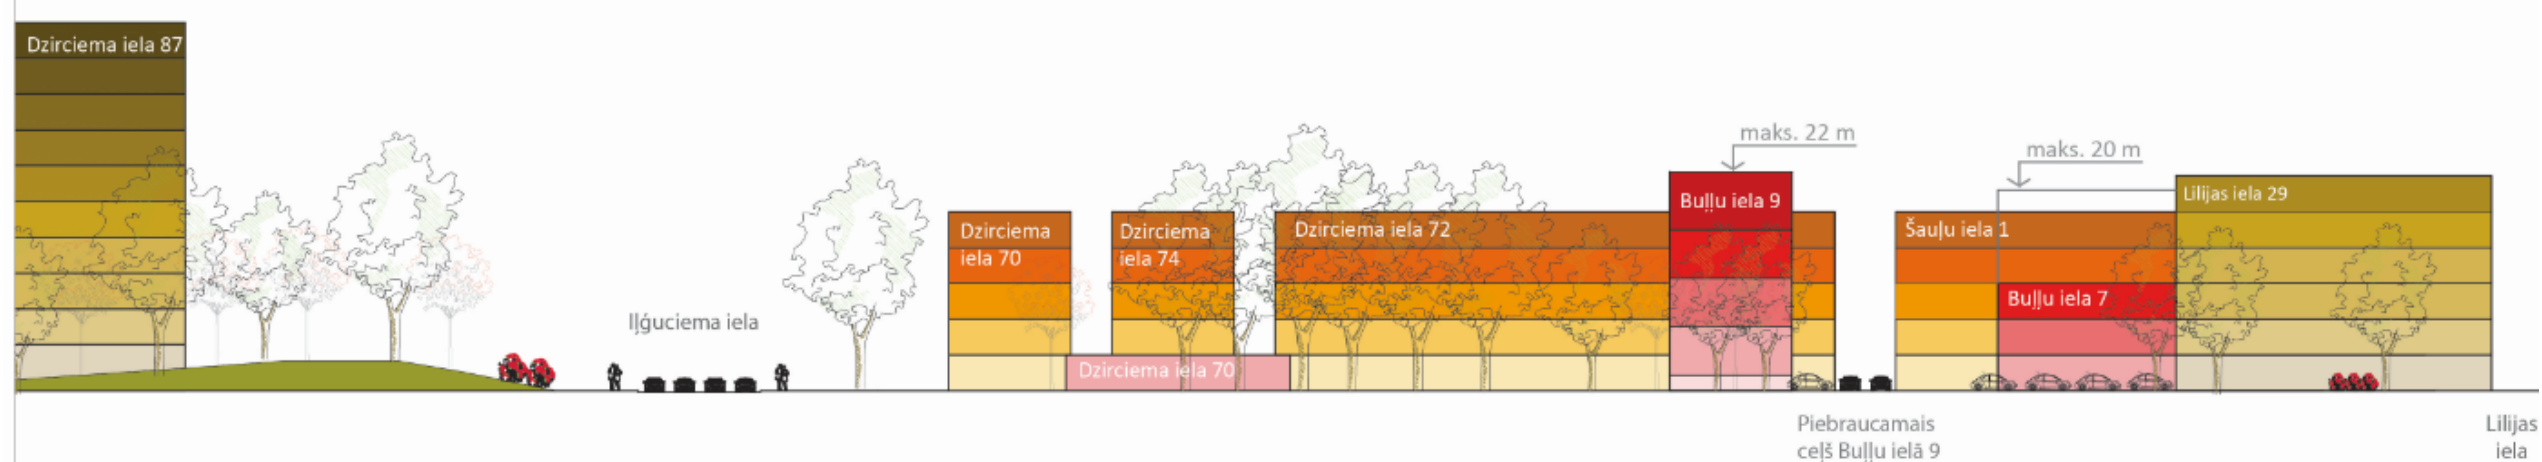 Dzirciema iela 87
Iļģuciema iela
Dzirciema
iela 70
Dzirciema
iela 74
Dzirciema iela 70
Dzirciema iela 72
maks. 22 m
Buļļu iela 9
Piebraucamais
ceļš Buļļu ielā 9
maks. 20 m
Šauļu iela 1
Buļļu iela 7
Lilijas iela 29
Lilijas
iela